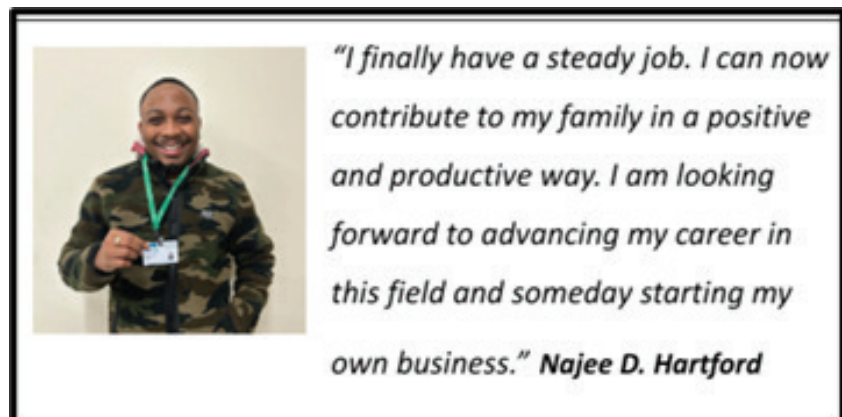 “I finally have a steady job. I can now
contribute to my family in a positive
and productive way. I am looking
forward to advancing my career in
this field and someday starting my
own business.” Najee D. Hartford